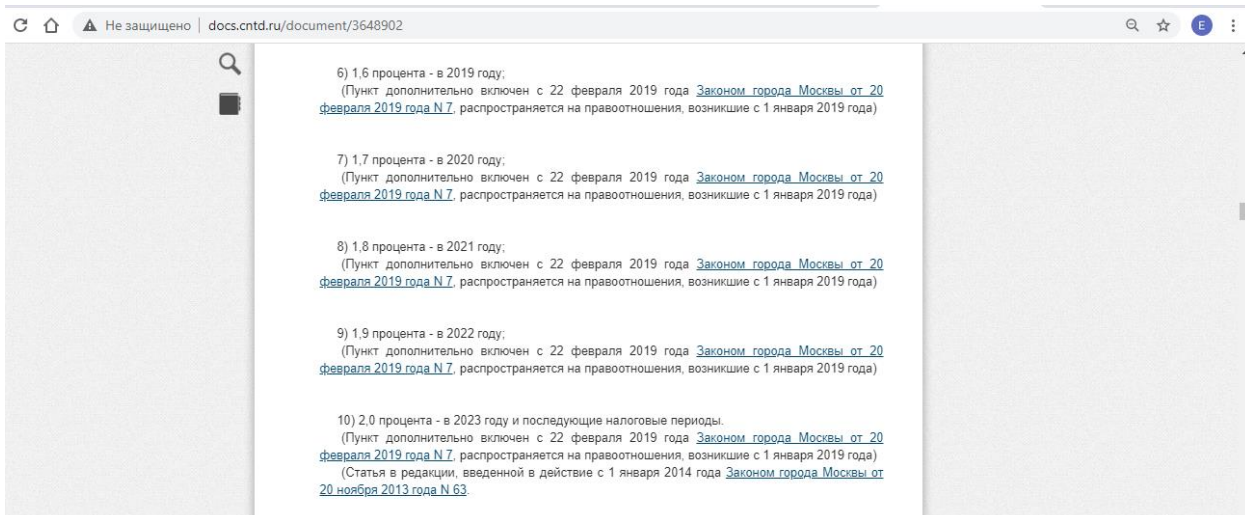 Не защищено | docs.cntd.ru/document/3648902
E
6) 1,6 процента - в 2019 году;
(Пункт дополнительно включен с 22 февраля 2019 года Законом города Москвы от 20
февраля 2019 года N 7, распространяется на правоотношения, возникшие с 1 января 2019 года)
7) 1,7 процента - в 2020 году;
(Пункт дополнительно включен с 22 февраля 2019 года Законом города Москвы от 20
февраля 2019 года N 7, распространяется на правоотношения, возникшие с 1 января 2019 года)
8) 1,8 процента - в 2021 году;
(Пункт дополнительно включен с 22 февраля 2019 года Законом города Москвы от 20
февраля 2019 года N 7, распространяется на правоотношения, возникшие с 1 января 2019 года)
9) 1,9 процента - в 2022 году;
(Пункт дополнительно включен с 22 февраля 2019 года Законом города Москвы от 20
февраля 2019 года N 7, распространяется на правоотношения, возникшие с 1 января 2019 года)
10) 2,0 процента - в 2023 году и последующие налоговые периоды.
(Пункт дополнительно включен с 22 февраля 2019 года Законом города Москвы от 20
февраля 2019 года N 7, распространяется на правоотношения, возникшие с 1 января 2019 года)
(Статья в редакции, введенной в действие с 1 января 2014 года Законом города Москвы от
20 ноября 2013 года N 63.